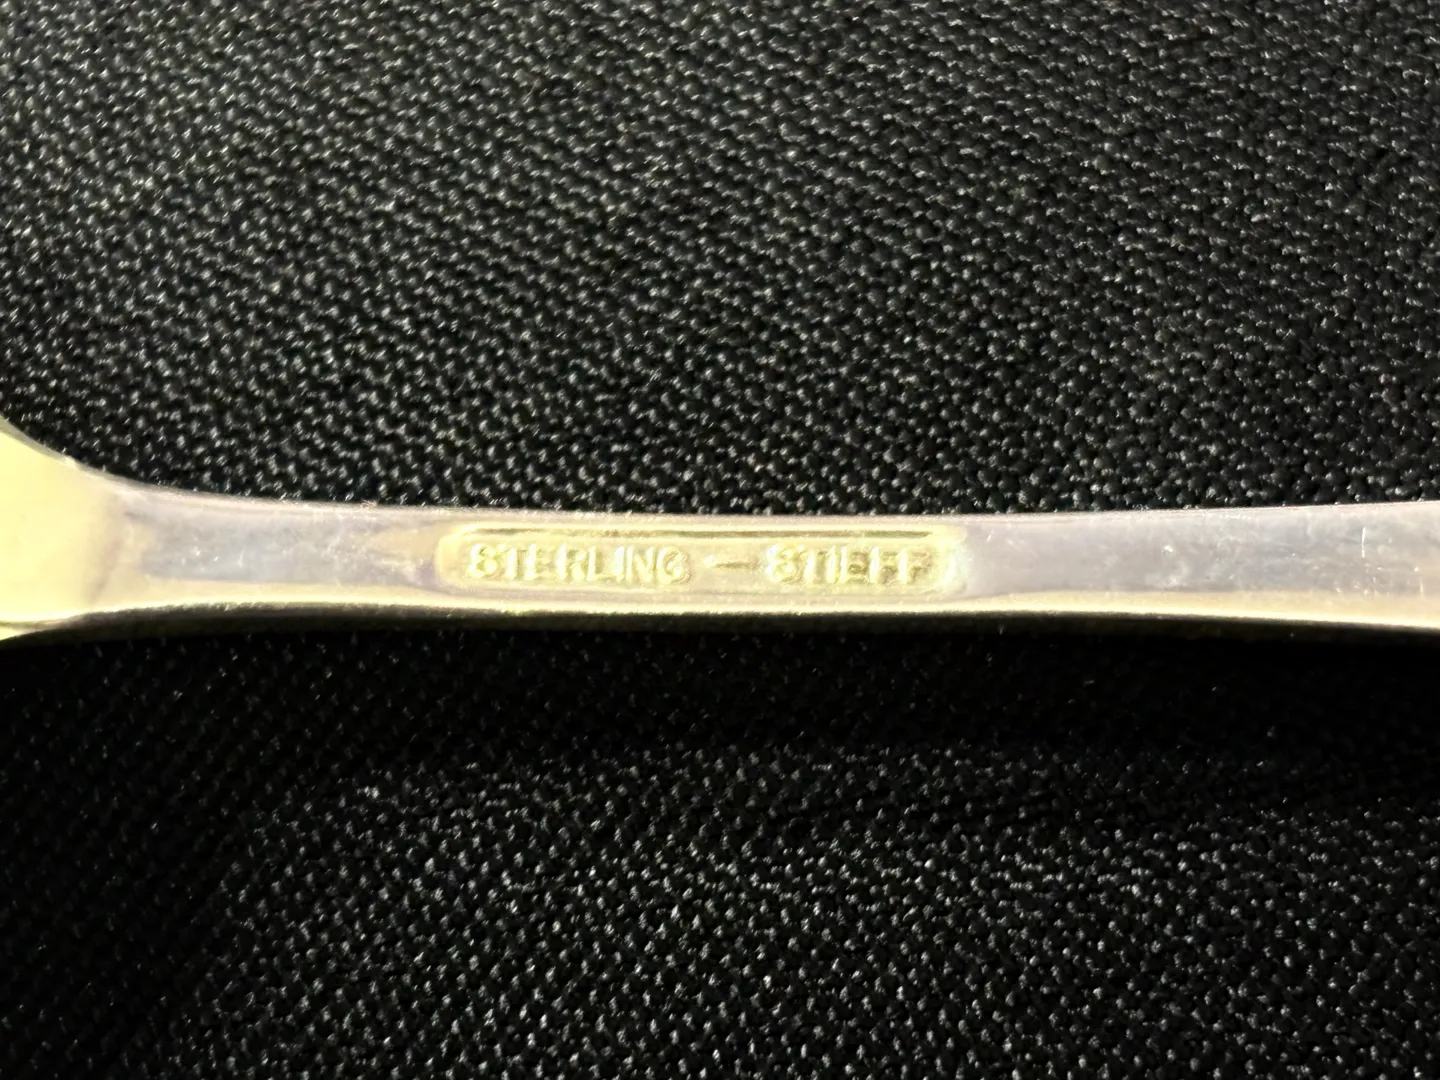 STERLING — STIEFF